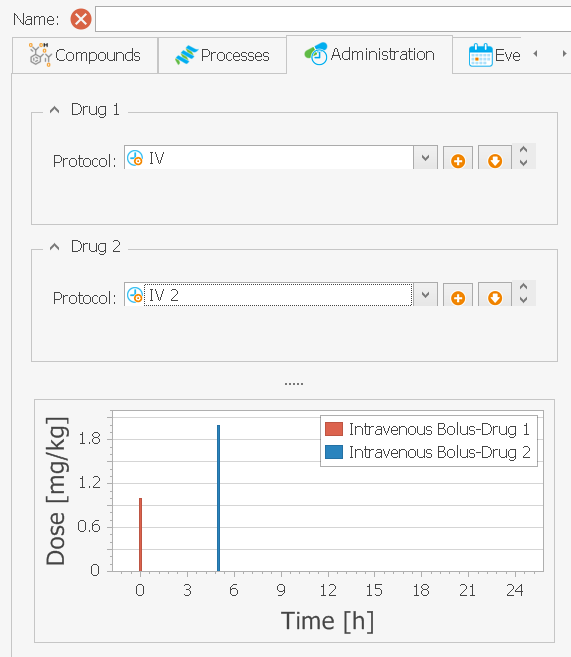 Name:
Compounds Processes Administration Eve
Drug 1
Protocol: IV
Drug 2
Protocol: IV 2
.....
Dose [mg/kg]
1.8
1.2
0.6
0
Intravenous Bolus-Drug 1
Intravenous Bolus-Drug 2
0 3 6 9 12 15 18 21 24
Time [h]